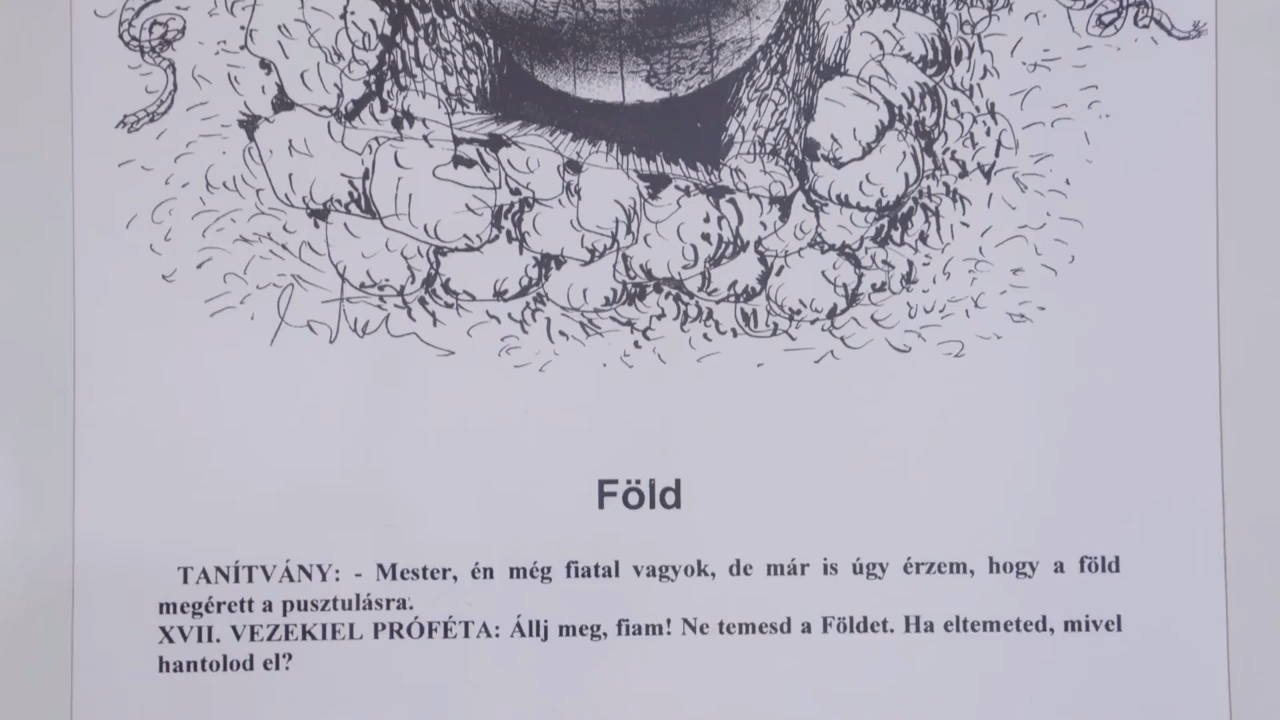 Föld
TANÍTVÁNY: - Mester, én még fiatal vagyok, de már is úgy érzem, hogy a föld
megérett a pusztulásra.
XVII. VEZEKIEL PRÓFÉTA: Állj meg, fiam! Ne temesd a Földet. Ha eltemeted, mivel
hantolod el?